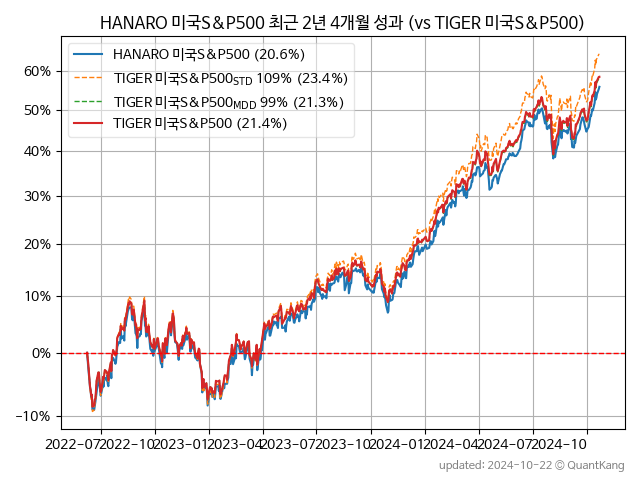 HANARO 미국S&P500 최근 2년 4개월 성과 (vs TIGER 미국S&P500)
HANARO 미국S&P500 (20.6%)
TIGER 미국S&P500STD 109% (23.4%)
TIGER 미국S&P500MDD 99% (21.3%)
TIGER 미국S&P500 (21.4%)
60%
50%
40%
30%
20%
10%
0%
-10%
2022-07 2022-10 2023-01 2023-04 2023-07 2023-10 2024-01 2024-04 2024-07 2024-10
updated: 2024-10-22 © QuantKang